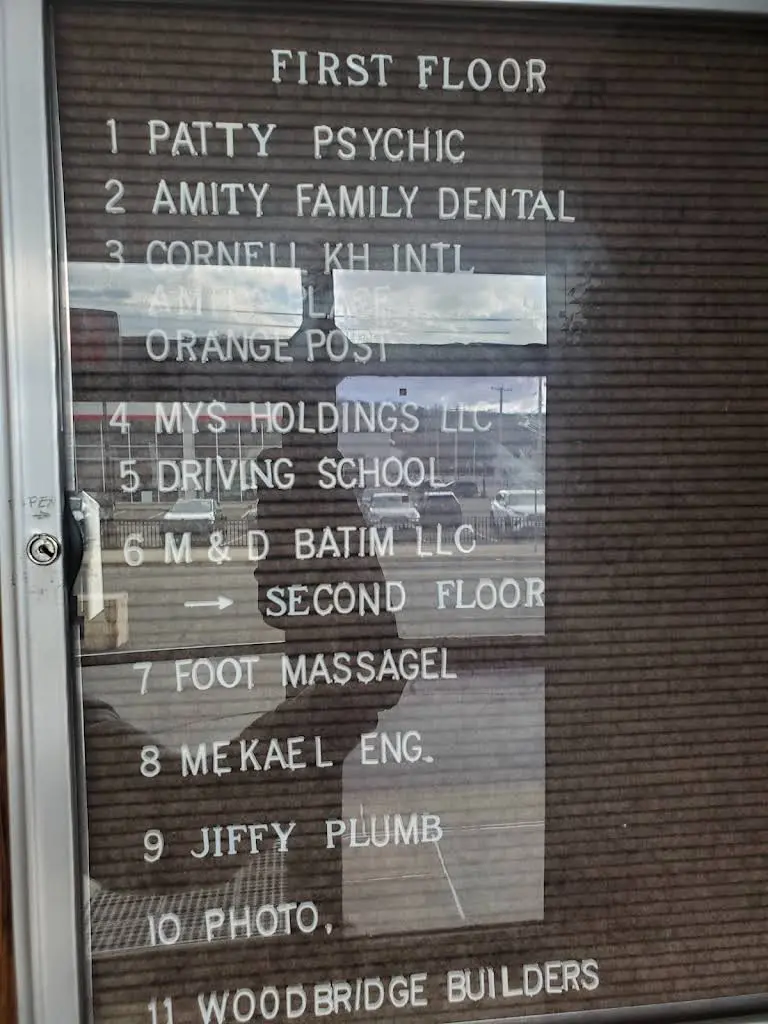 FIRST FLOOR
1 PATTY PSYCHIC
2 AMITY FAMILY DENTAL
3 CORNELL KH INTL
AMITY PLACE
ORANGE POST
4 MYS HOLDINGS LLC
5 DRIVING SCHOOL
6 M & D BATIM LLC
→ SECOND FLOOR
7 FOOT MASSAGEL
8 MEKAEL ENG.
9 JIFFY PLUMB
10 PHOTO,
11 WOODBRIDGE BUILDERS